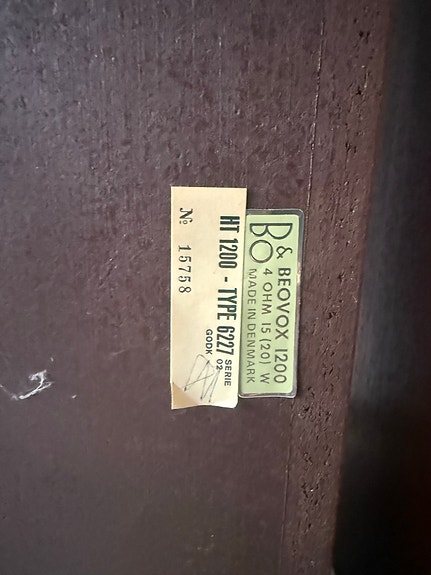 B&O BEOVOX 1200
4 OHM 15 (20) W
MADE IN DENMARK
HT 1200 - TYPE 6227 SERIE 02
GODK
№ 15758